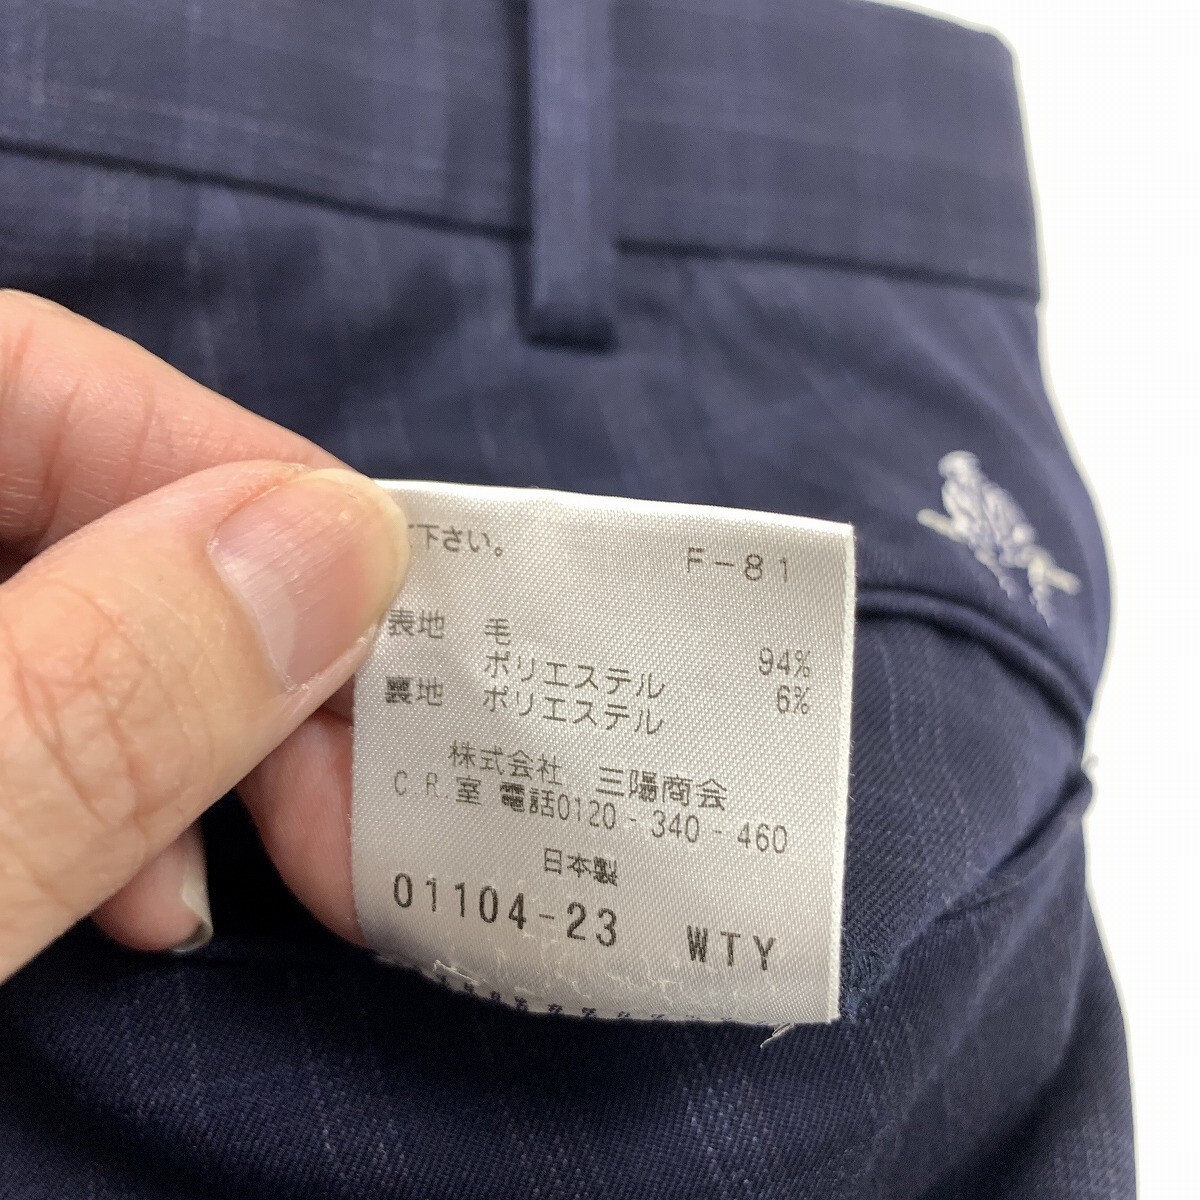 下さい。 F-81
表地 毛 94%
ポリエステル 6%
裏地 ポリエステル
株式会社 三陽商会
C R.室 電話0120-340-460
日本製
01104-23 WTY